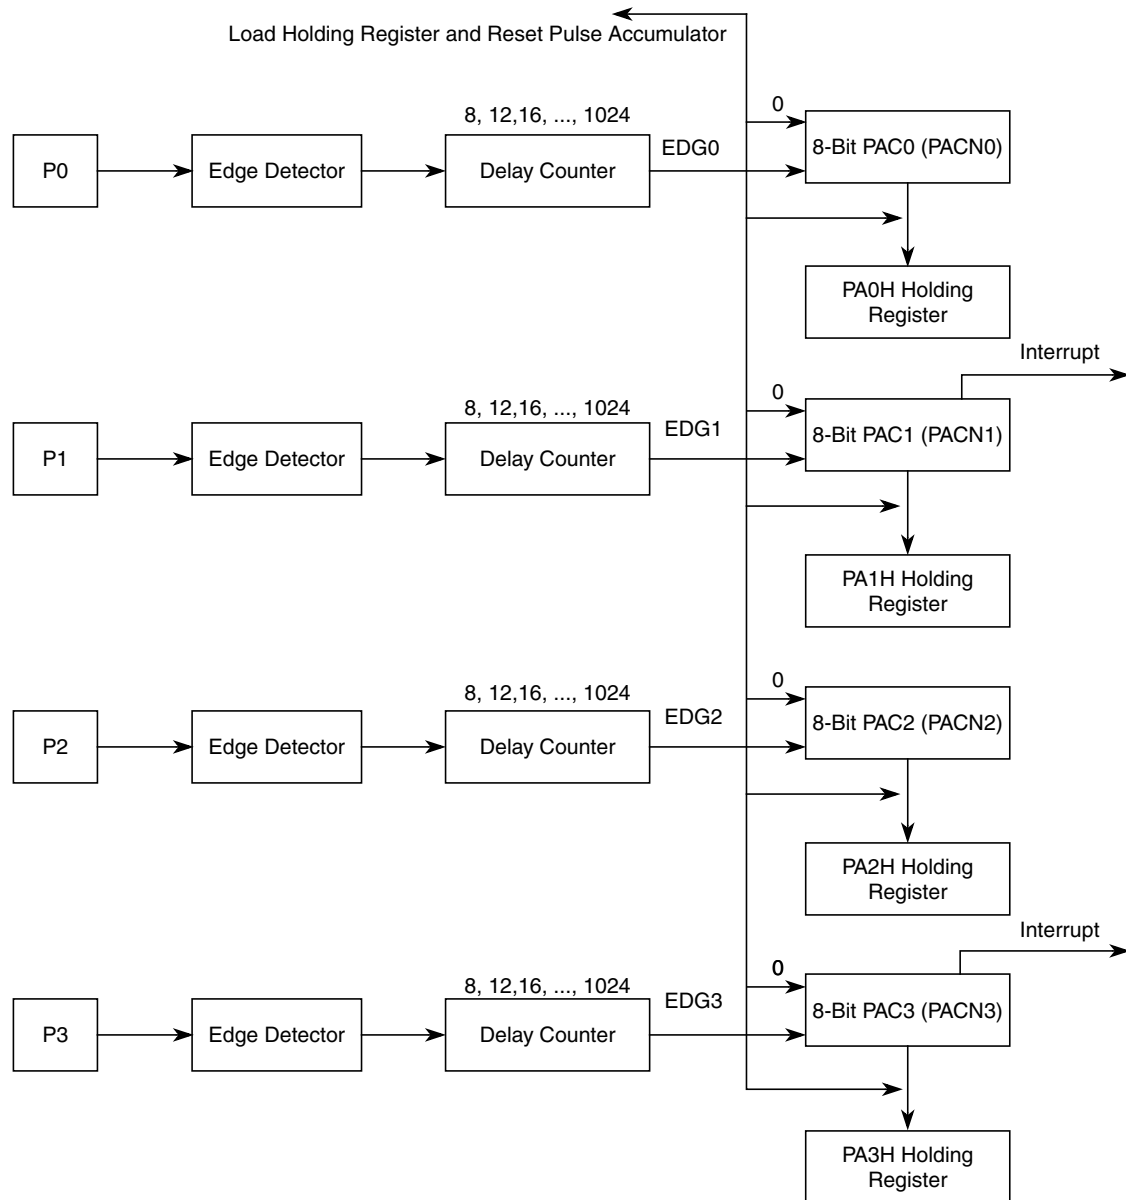 Load Holding Register and Reset Pulse Accumulator
8, 12,16, ..., 1024
0
EDG0
P0
Edge Detector
Delay Counter
8-Bit PAC0 (PACN0)
PA0H Holding
Register
Interrupt
8, 12,16, ..., 1024
0
EDG1
P1
Edge Detector
Delay Counter
8-Bit PAC1 (PACN1)
PA1H Holding
Register
8, 12,16, ..., 1024
0
EDG2
P2
Edge Detector
Delay Counter
8-Bit PAC2 (PACN2)
PA2H Holding
Register
Interrupt
8, 12,16, ..., 1024
0
EDG3
P3
Edge Detector
Delay Counter
8-Bit PAC3 (PACN3)
PA3H Holding
Register